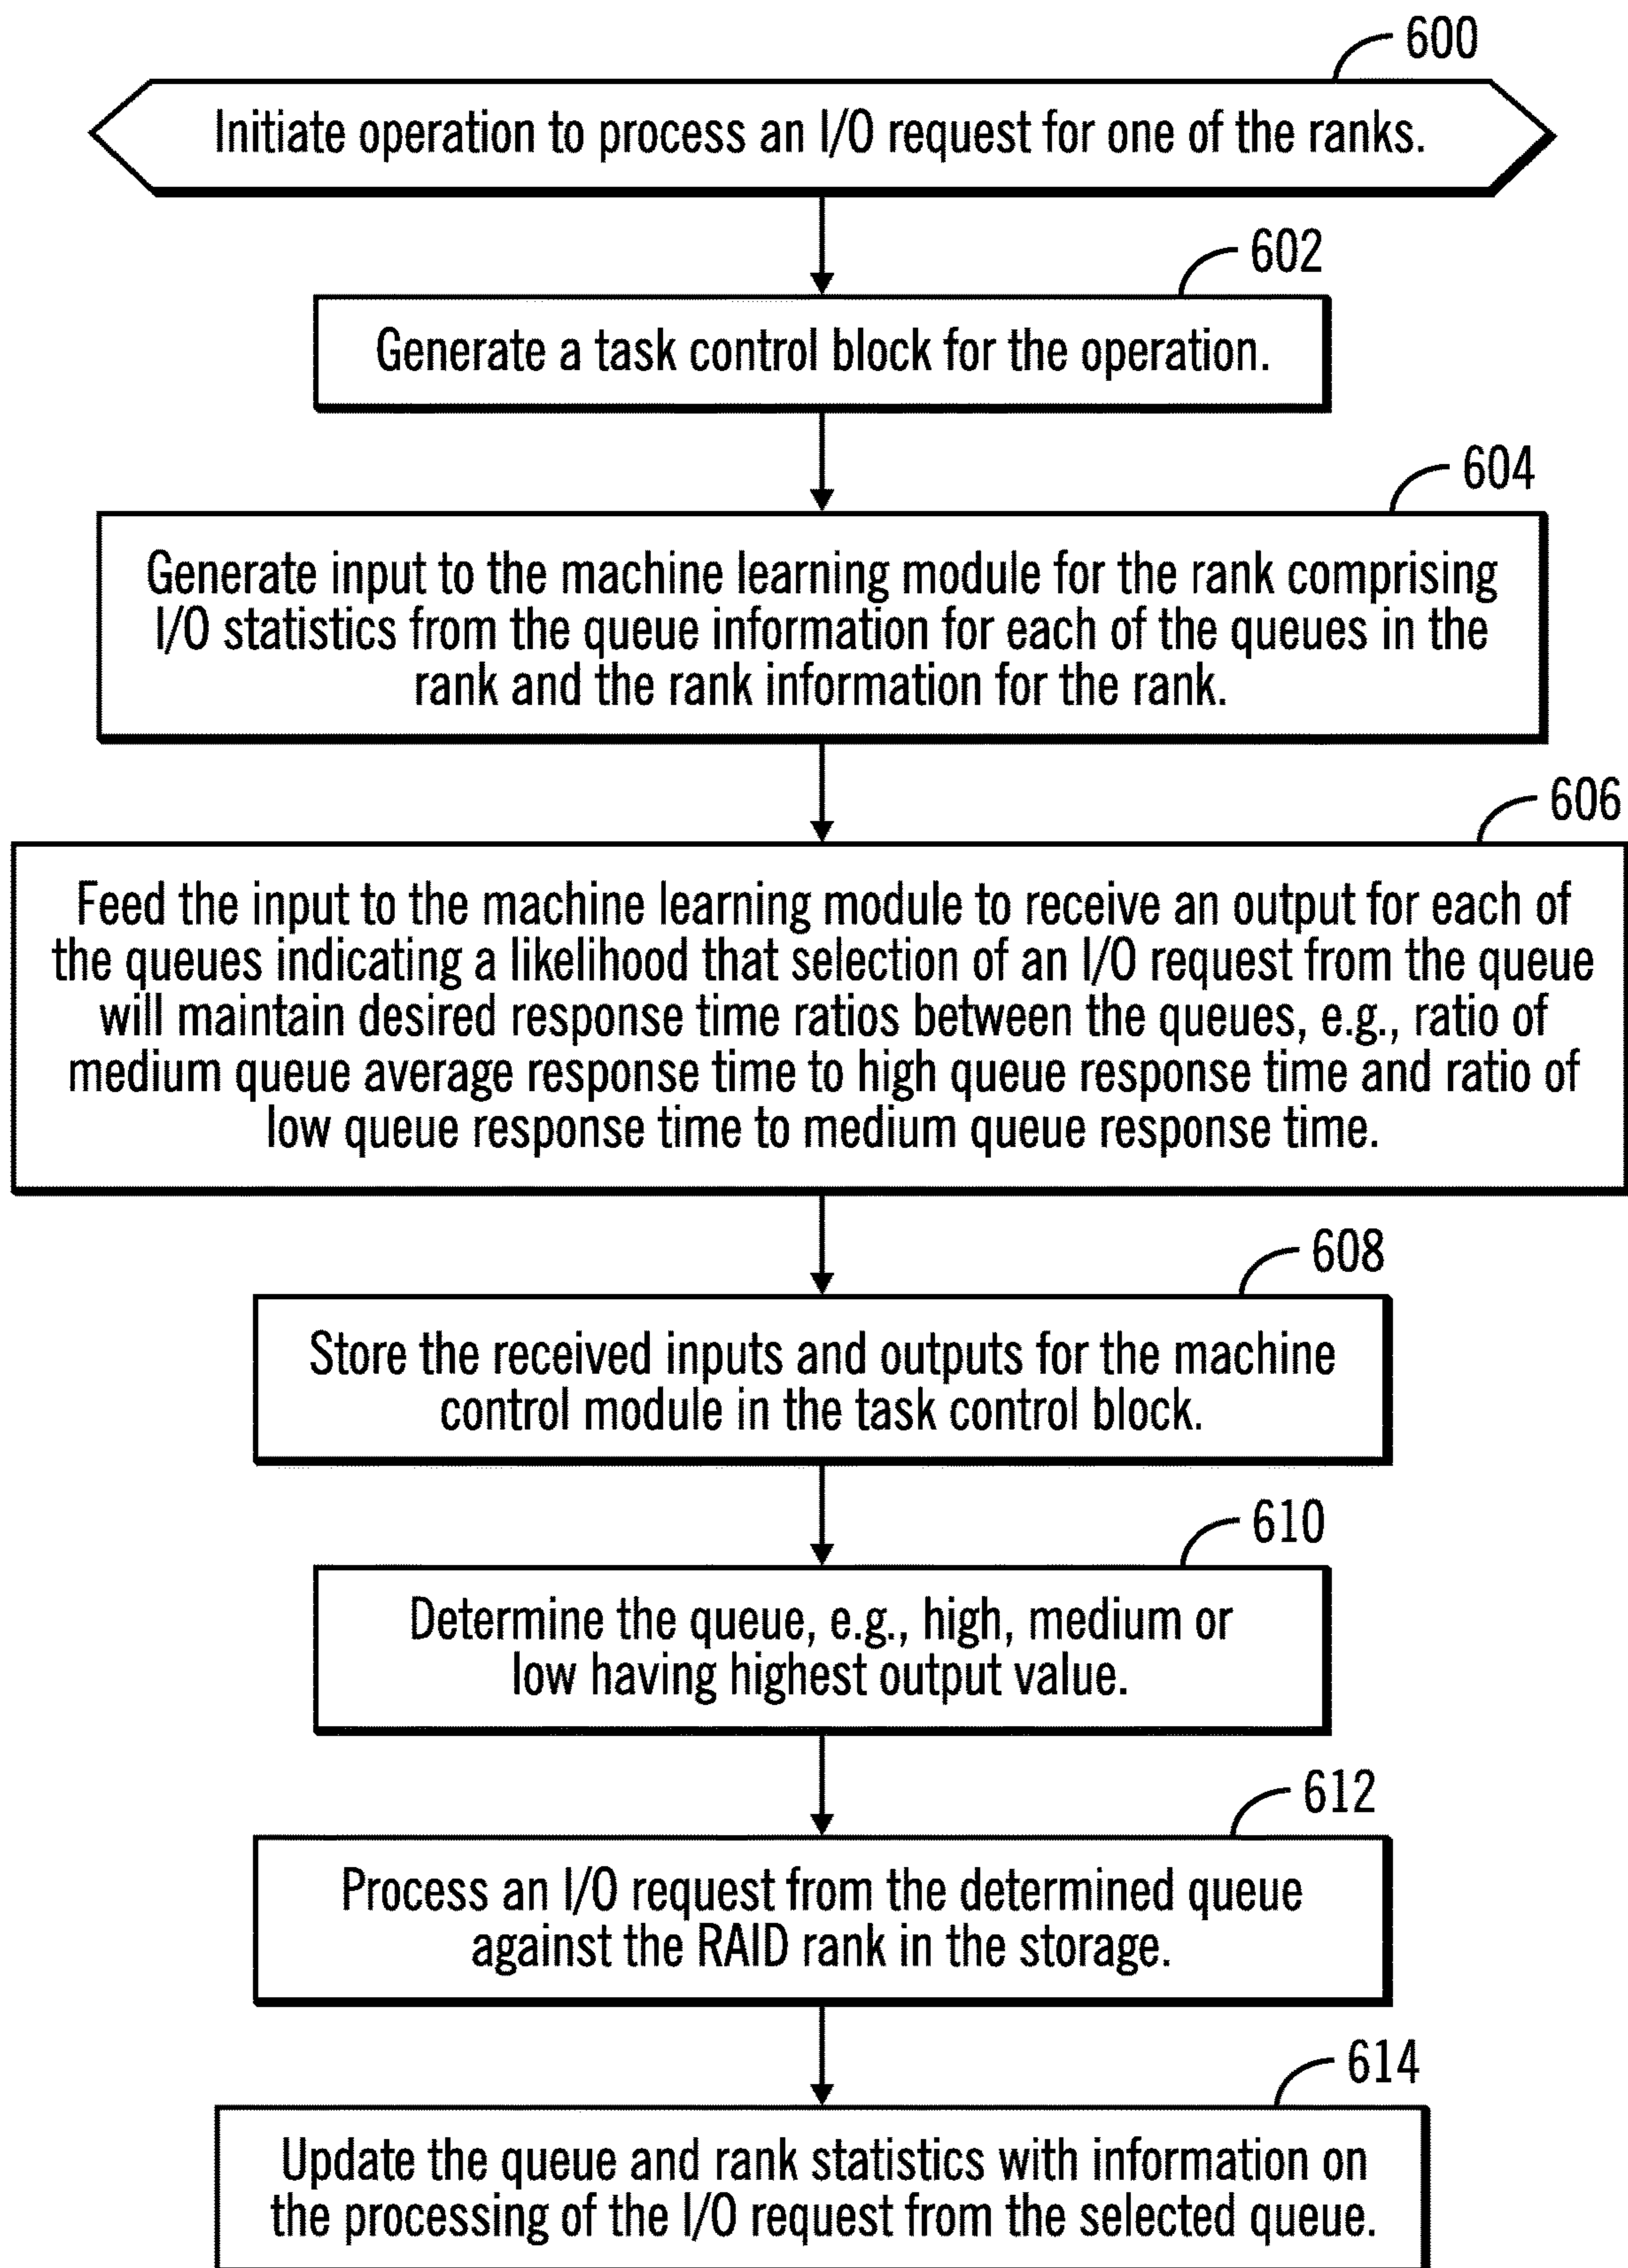 600
Initiate operation to process an I/O request for one of the ranks.
602
Generate a task control block for the operation.
604
Generate input to the machine learning module for the rank comprising
I/O statistics from the queue information for each of the queues in the
rank and the rank information for the rank.
606
Feed the input to the machine learning module to receive an output for each of
the queues indicating a likelihood that selection of an I/O request from the queue
will maintain desired response time ratios between the queues, e.g., ratio of
medium queue average response time to high queue response time and ratio of
low queue response time to medium queue response time.
608
Store the received inputs and outputs for the machine
control module in the task control block.
610
Determine the queue, e.g., high, medium or
low having highest output value.
612
Process an I/O request from the determined queue
against the RAID rank in the storage.
614
Update the queue and rank statistics with information on
the processing of the I/O request from the selected queue.